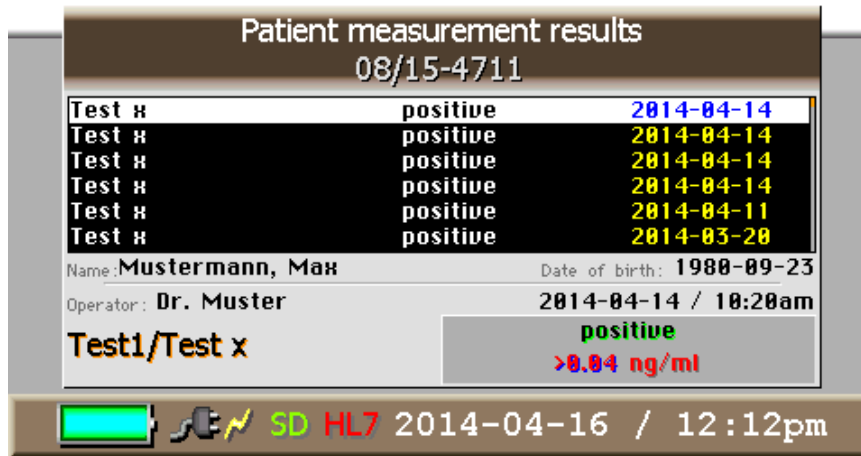 Patient measurement results
08/15-4711
Test x positive 2014-04-14
Test x positive 2014-04-14
Test x positive 2014-04-14
Test x positive 2014-04-14
Test x positive 2014-04-11
Test x positive 2014-03-20
Name: Mustermann, Max Date of birth: 1980-09-23
Operator: Dr. Muster 2014-04-14 / 10:20am
Test1/Test x positive
>0.04 ng/ml
SD HL7 2014-04-16 / 12:12pm